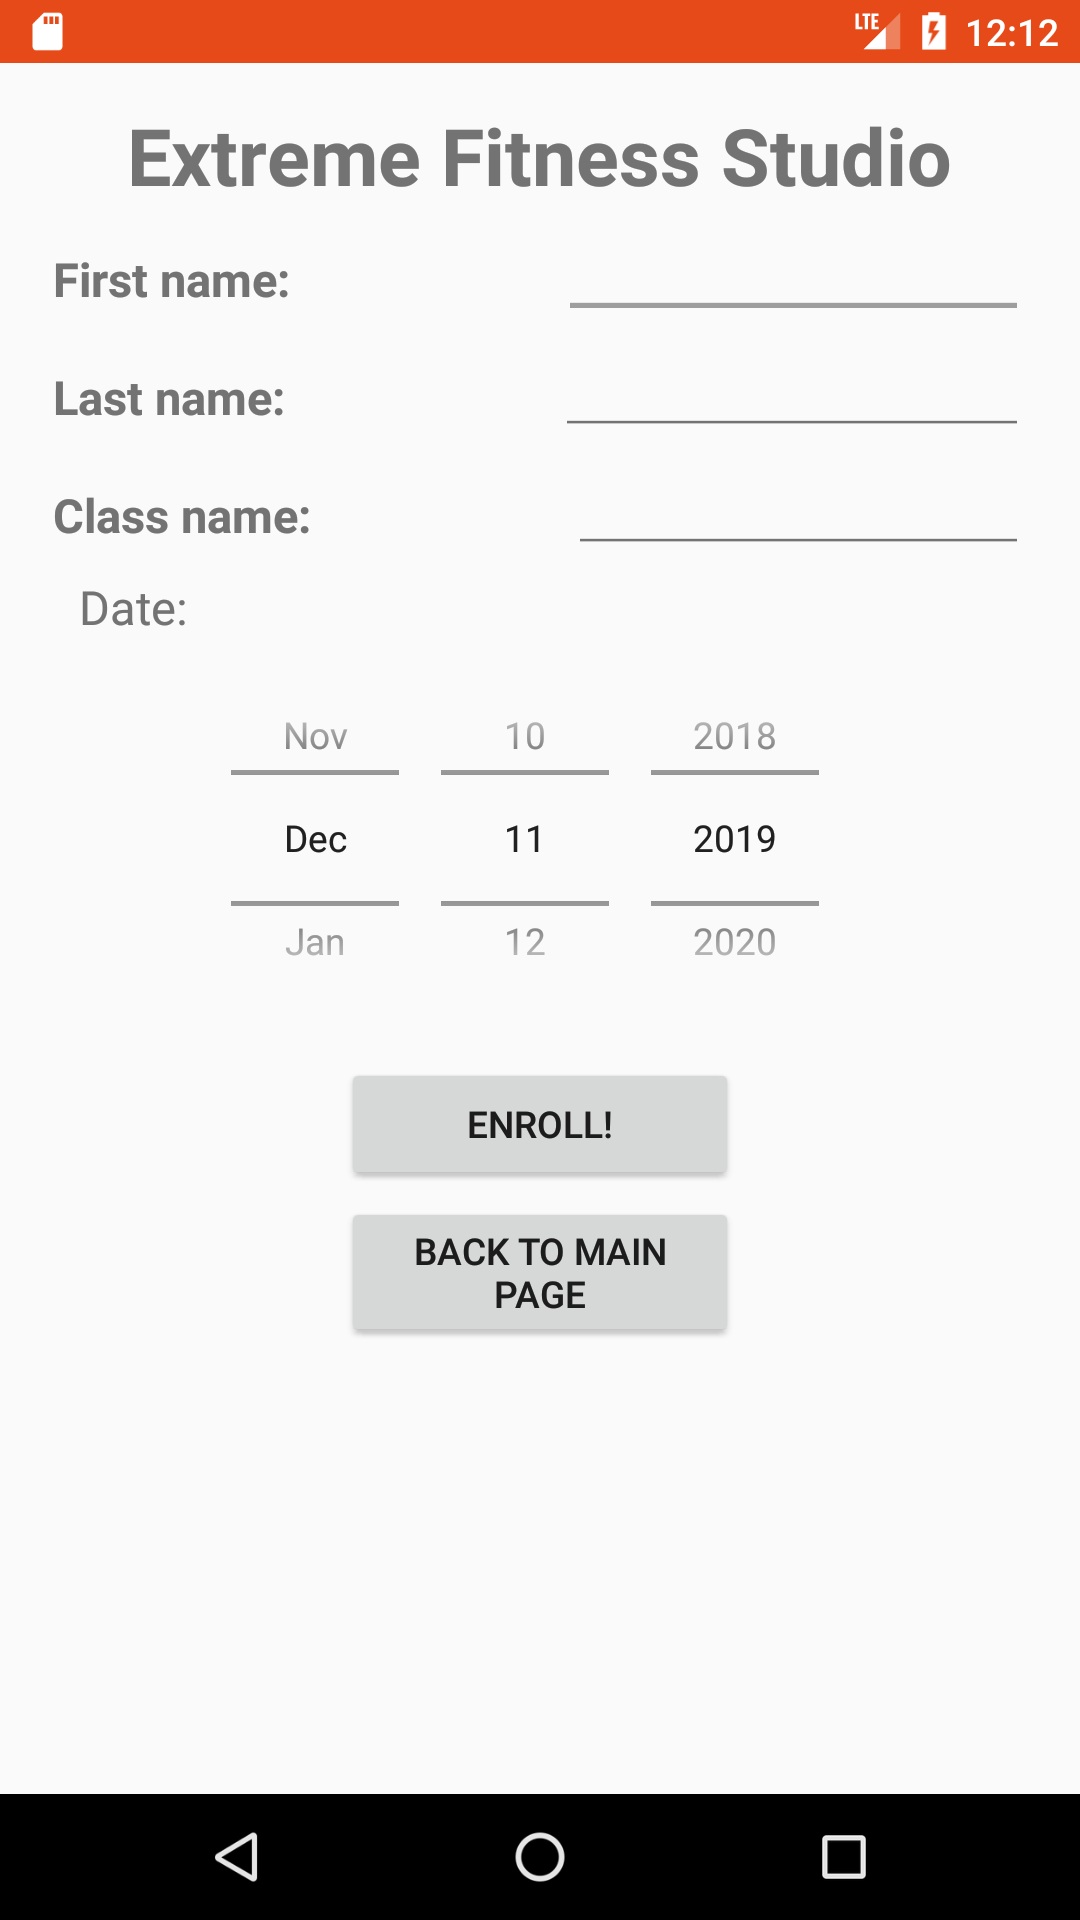 LTE 12:12
Extreme Fitness Studio
First name:
Last name:
Class name:
Date:
Nov 10 2018
Dec 11 2019
Jan 12 2020
ENROLL!
BACK TO MAIN
PAGE